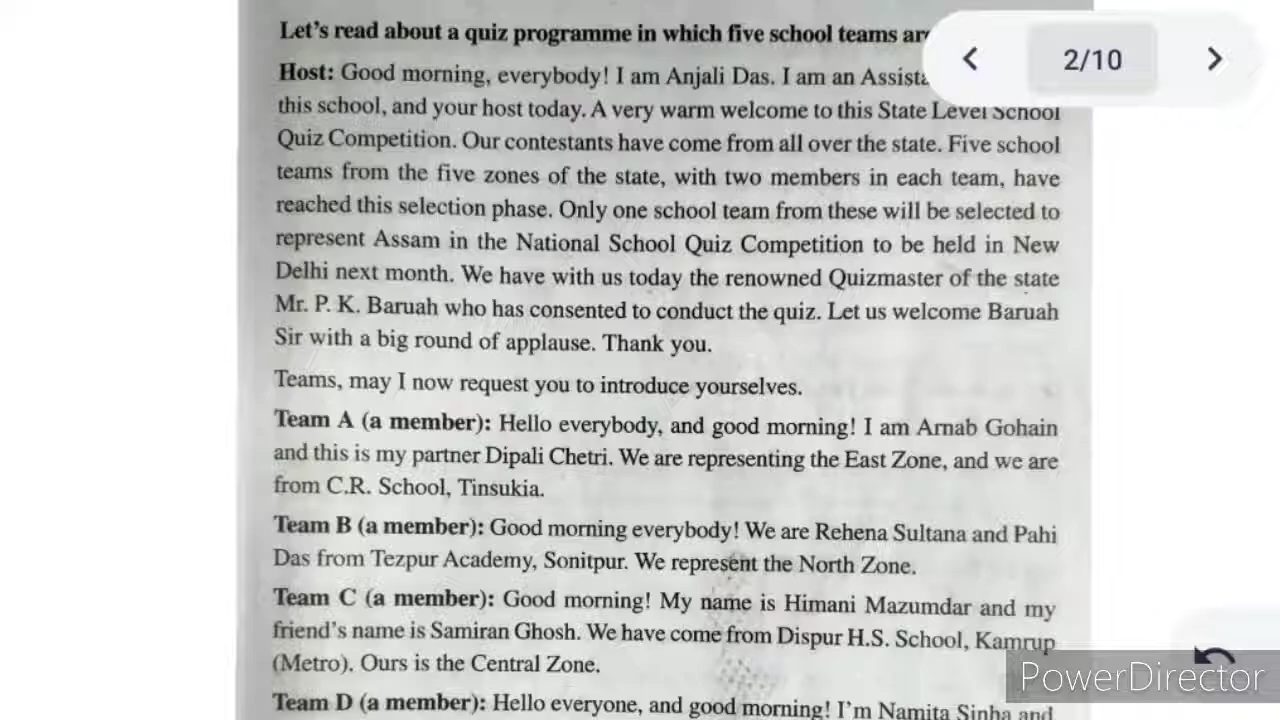 Let's read about a quiz programme in which five school teams
Host: Good morning, everybody! I am Anjali Das. I am an
this school, and your host today. A very warm welcome to this State Level School
Quiz Competition. Our contestants have come from all over the state. Five school
teams from the five zones of the state, with two members in each team, have
reached this selection phase. Only one school team from these will be selected to
represent Assam in the National School Quiz Competition to be held in New
Delhi next month. We have with us today the renowned Quizmaster of the state
Mr. P. K. Baruah who has consented to conduct the quiz. Let us welcome Baruah
Sir with a big round of applause. Thank you.
Teams, may I now request you to introduce yourselves.
Team A (a member): Hello everybody, and good morning! I am Arnab Gohain
and this is my partner Dipali Chetri. We are representing the East Zone, and we are
from C.R. School, Tinsukia.
Team B (a member): Good morning everybody! We are Rehena Sultana and Pahi
Das from Tezpur Academy, Sonitpur. We represent the North Zone.
Team C (a member): Good morning! My name is Himani Mazumdar and my
friend's name is Samiran Ghosh. We have come from Dispur H.S. School, Kamrup
(Metro). Ours is the Central Zone.
Team D (a member): Hello everyone, and good morning! I'm Namita Sinha and
2/10
PowerDirector